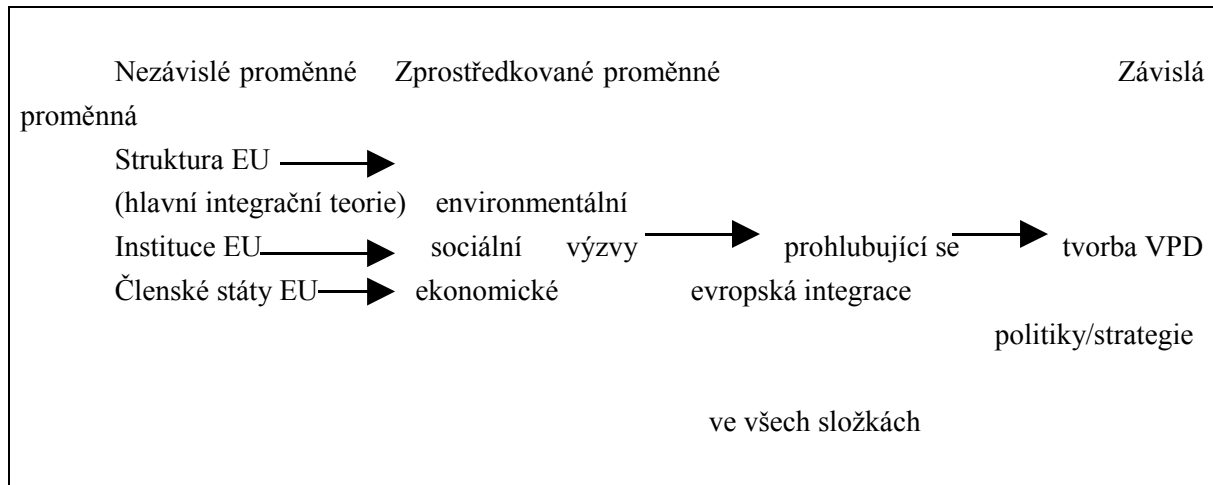 Nezávislé proměnné Zprostředkované proměnné Závislá
proměnná
Struktura EU
(hlavní integrační teorie) environmentální
Instituce EU sociální výzvy prohlubující se tvorba VPD
Členské státy EU ekonomické evropská integrace
politiky/strategie
ve všech složkách